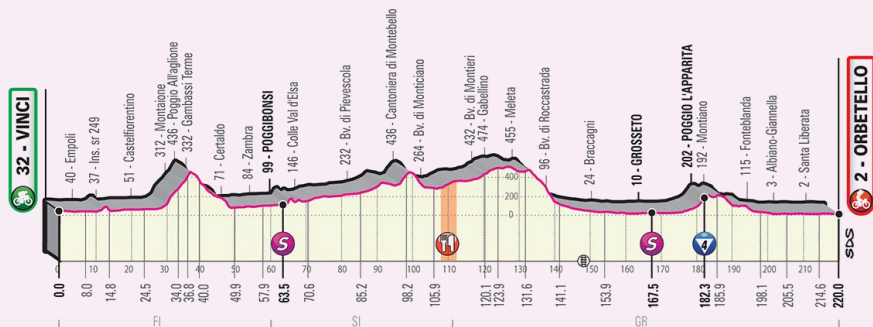 32 - VINCI
40 - Empoli
37 - Ins. sr 249
51 - Castelfiorentino
312 - Montaione
436 - Poggio All'aglione
332 - Gambassi Terme
71 - Certaldo
84 - Zambra
99 - POGGIBONSI
146 - Colle Val d'Elsa
232 - Bv. di Pievescola
436 - Cantoniera di Montebello
264 - Bv. di Monticiano
432 - Bv. di Montieri
474 - Gabellino
455 - Meleta
96 - Bv. di Roccastrada
24 - Braccagni
10 - GROSSETO
202 - POGGIO L'APPARITA
192 - Montiano
115 - Fonteblanda
3 - Albiano-Giannella
2 - Santa Liberata
2 - ORBETELLO
400
200
0
S
S
4
SDS
0 10 20 30 40 50 60 70 80 90 100 110 120 130 140 150 160 170 180 190 200 210
0.0 8.0 14.8 24.5 34.0 36.8 40.0 49.9 57.9 63.5 70.6 85.2 98.2 105.9 120.1 123.9 131.6 141.1 153.9 167.5 182.3 185.9 198.1 205.5 214.6 220.0
FI SI GR